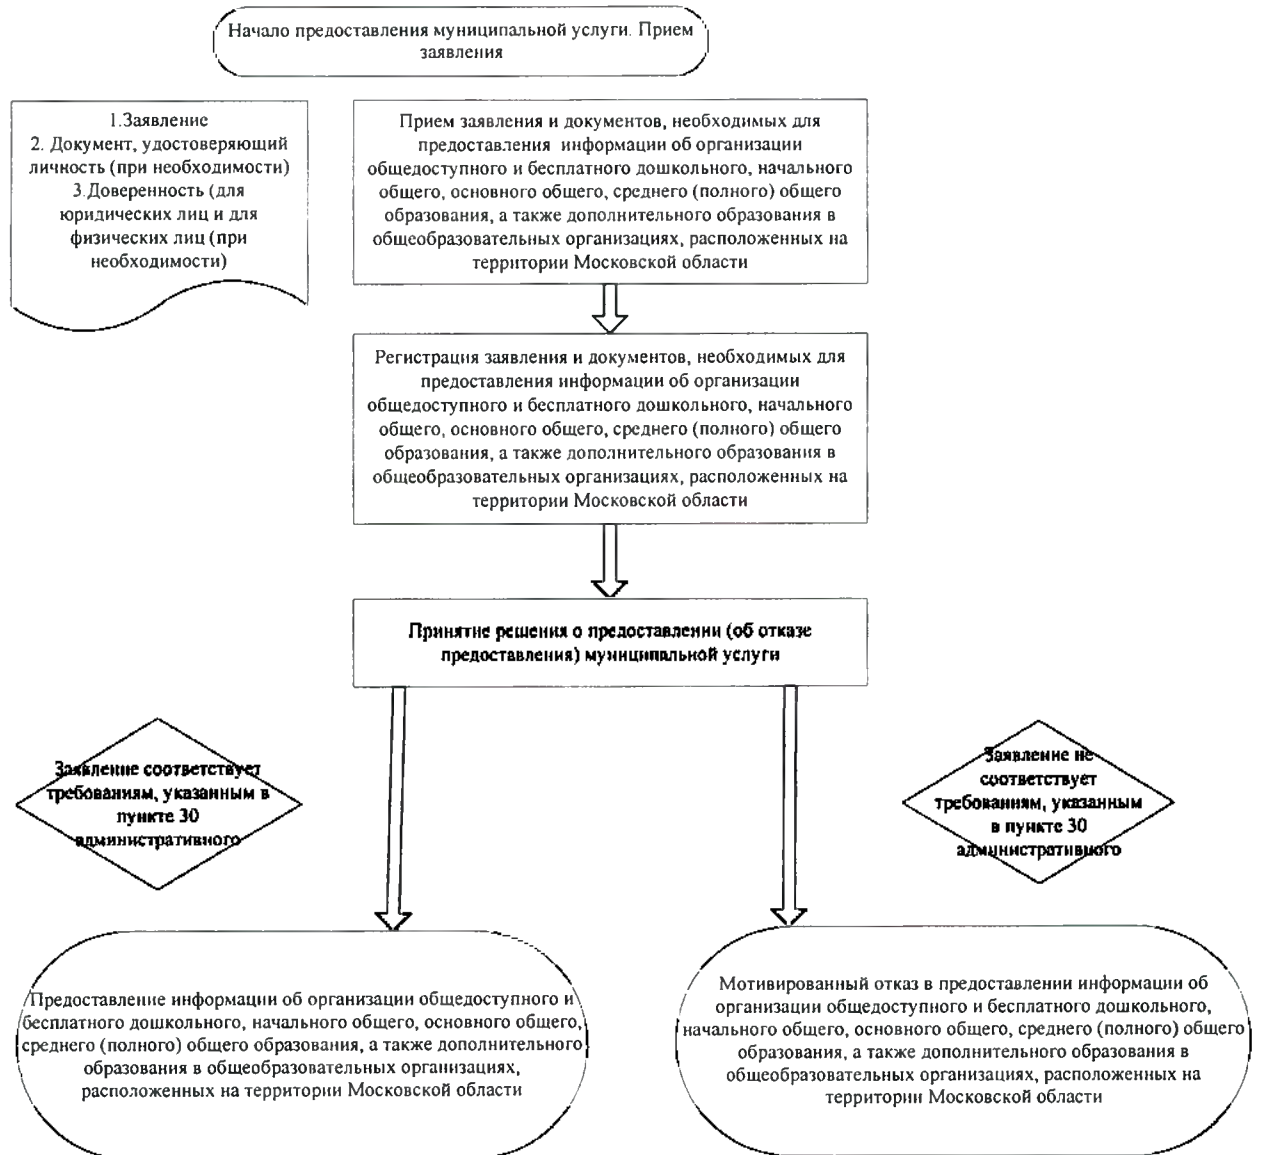 Начало предоставления муниципальной услуги. Прием
заявления
1.Заявление
2. Документ, удостоверяющий
личность (при необходимости)
3.Доверенность (для
юридических лиц и для
физических лиц (при
необходимости)
Прием заявления и документов, необходимых для
предоставления информации об организации
общедоступного и бесплатного дошкольного, начального
общего, основного общего, среднего (полного) общего
образования, а также дополнительного образования в
общеобразовательных организациях, расположенных на
территории Московской области
Регистрация заявления и документов, необходимых для
предоставления информации об организации
общедоступного и бесплатного дошкольного, начального
общего, основного общего, среднего (полного) общего
образования, а также дополнительного образования в
общеобразовательных организациях, расположенных на
территории Московской области
Принятие решения о предоставлении (об отказе
предоставления) муниципальной услуги
Заявление соответствует
требованиям, указанным в
пункте 30
административного
Заявление не
соответствует
требованиям, указанным
в пункте 30
административного
Предоставление информации об организации общедоступного и
бесплатного дошкольного, начального общего, основного общего,
среднего (полного) общего образования, а также дополнительного
образования в общеобразовательных организациях,
расположенных на территории Московской области
Мотивированный отказ в предоставлении информации об
организации общедоступного и бесплатного дошкольного,
начального общего, основного общего, среднего (полного) общего
образования, а также дополнительного образования в
общеобразовательных организациях, расположенных на
территории Московской области